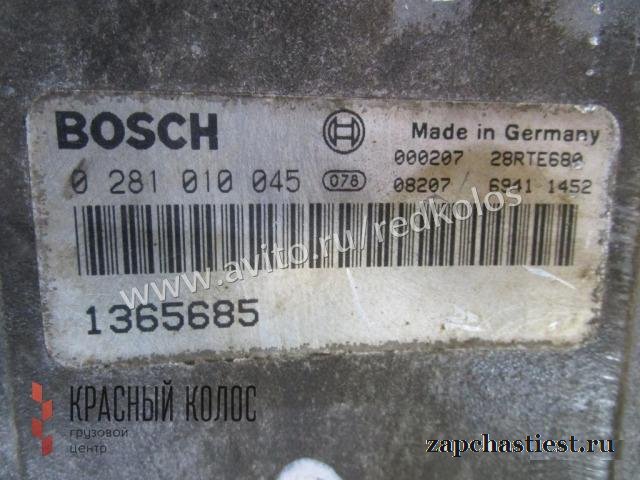 BOSCH
Made in Germany
000207 28RTE680
0 281 010 045 078 08207 / 6941 1452
www.avito.ru/redkolos
1365685
КРАСНЫЙ КОЛОС
грузовой
центр
zapchastiest.ru